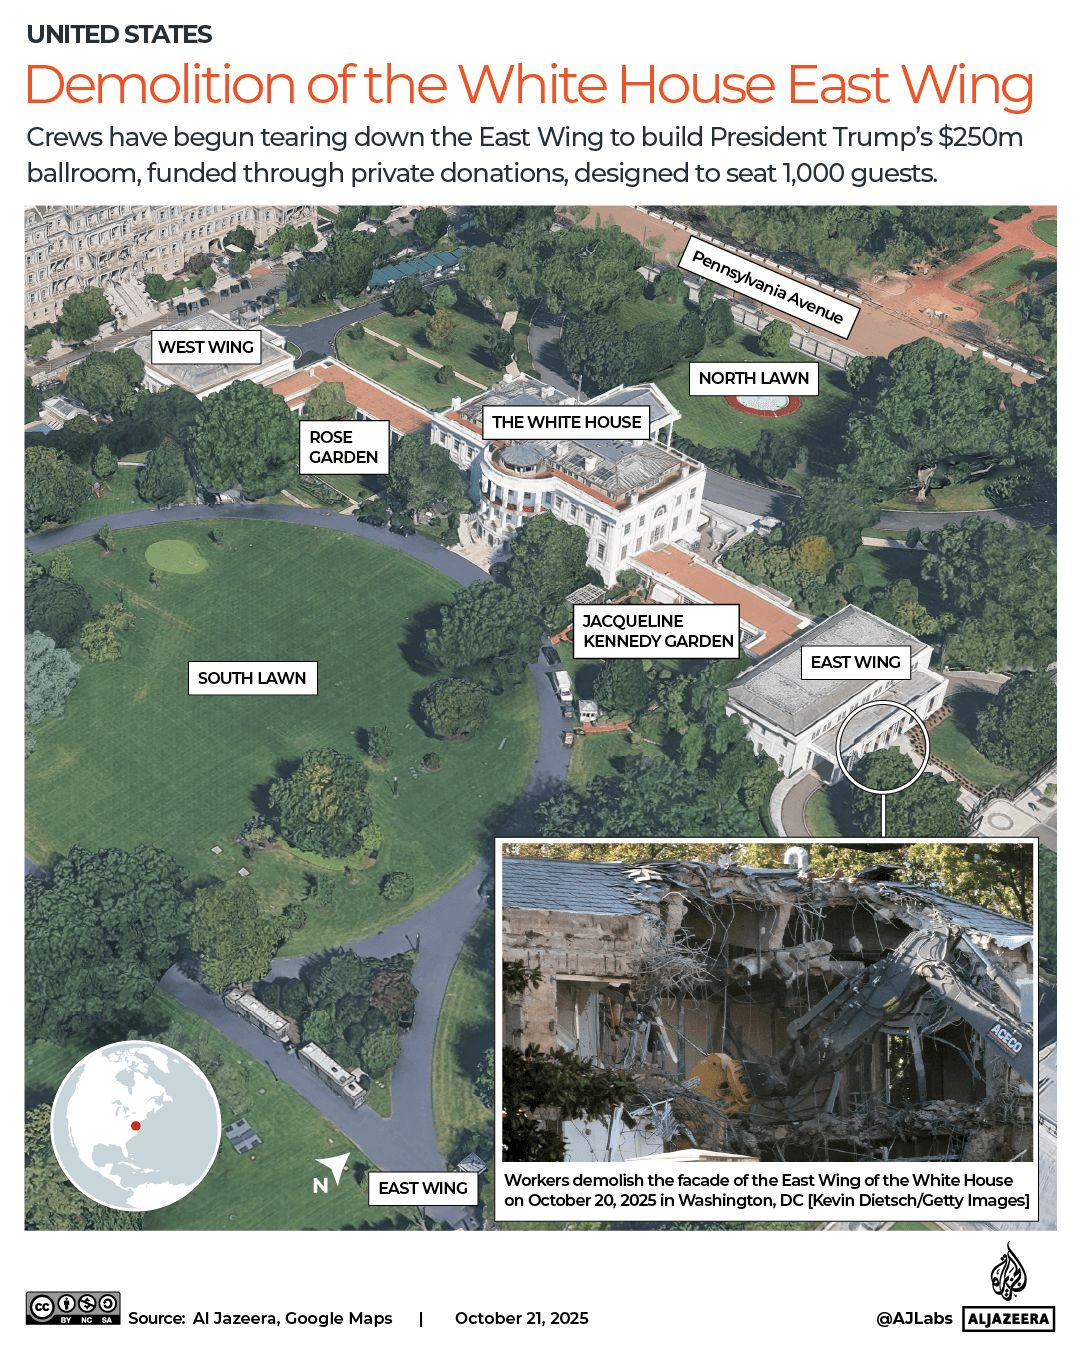 UNITED STATES
Demolition of the White House East Wing
Crews have begun tearing down the East Wing to build President Trump's $250m
ballroom, funded through private donations, designed to seat 1,000 guests.
Pennsylvania Avenue
WEST WING
NORTH LAWN
THE WHITE HOUSE
ROSE
GARDEN
JACQUELINE
KENNEDY GARDEN
EAST WING
SOUTH LAWN
ACECO
N
EAST WING
Workers demolish the facade of the East Wing of the White House
on October 20, 2025 in Washington, DC [Kevin Dietsch/Getty Images]
cc BY NC SA
Source: Al Jazeera, Google Maps | October 21, 2025
@AJLabs
الجزيرة
ALJAZEERA